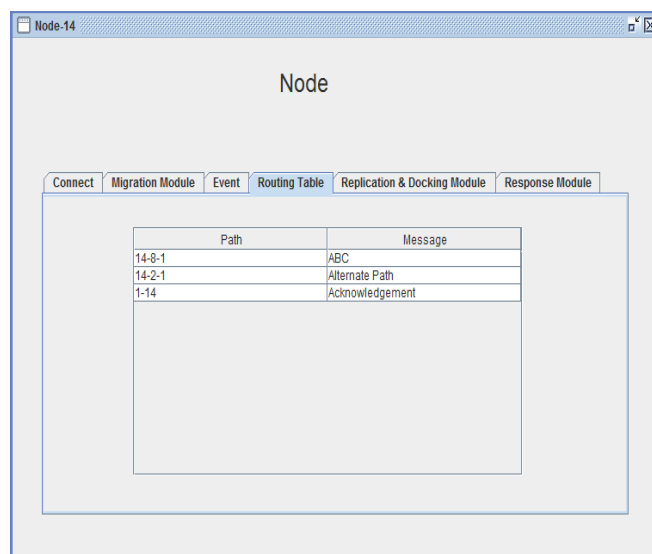 Node-14
Node
Connect Migration Module Event Routing Table Replication & Docking Module Response Module
Path Message
14-8-1 ABC
14-2-1 Alternate Path
1-14 Acknowledgement